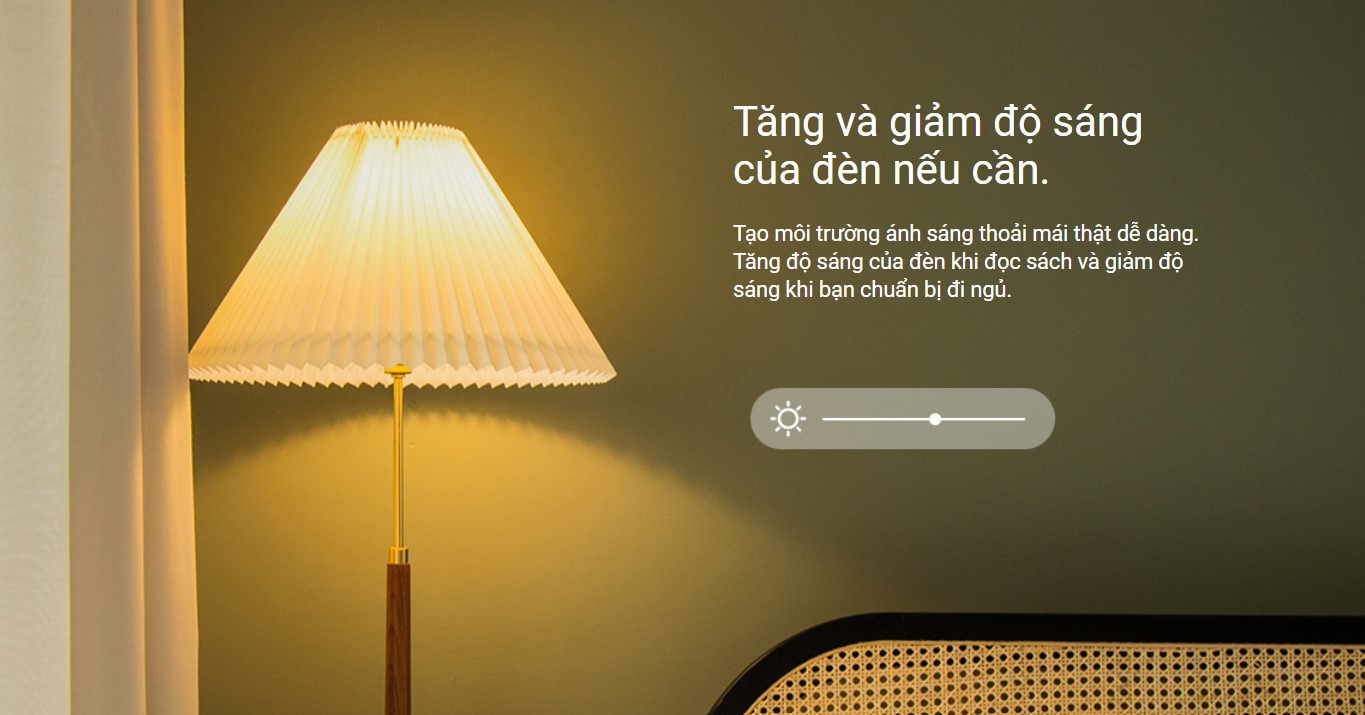 Tăng và giảm độ sáng
của đèn nếu cần.
Tạo môi trường ánh sáng thoải mái thật dễ dàng.
Tăng độ sáng của đèn khi đọc sách và giảm độ
sáng khi bạn chuẩn bị đi ngủ.